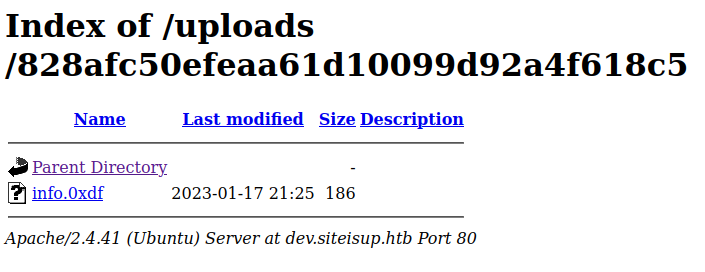 Index of /uploads
/828afc50efeaa61d10099d92a4f618c5
Name Last modified Size Description
Parent Directory -
info.0xdf 2023-01-17 21:25 186
Apache/2.4.41 (Ubuntu) Server at dev.siteisup.htb Port 80